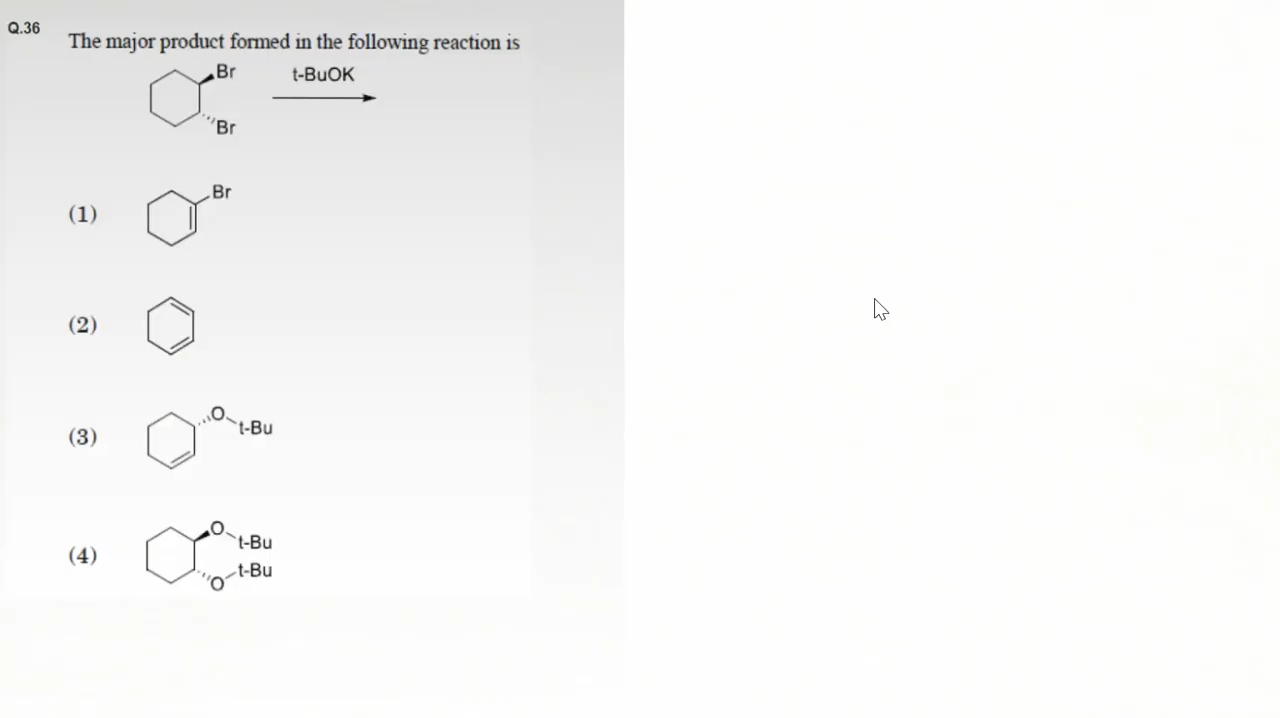 Q.36
The major product formed in the following reaction is
Br
t-BuOK
Br
(1)
Br
(2)
(3)
O
t-Bu
(4)
O
t-Bu
t-Bu
O